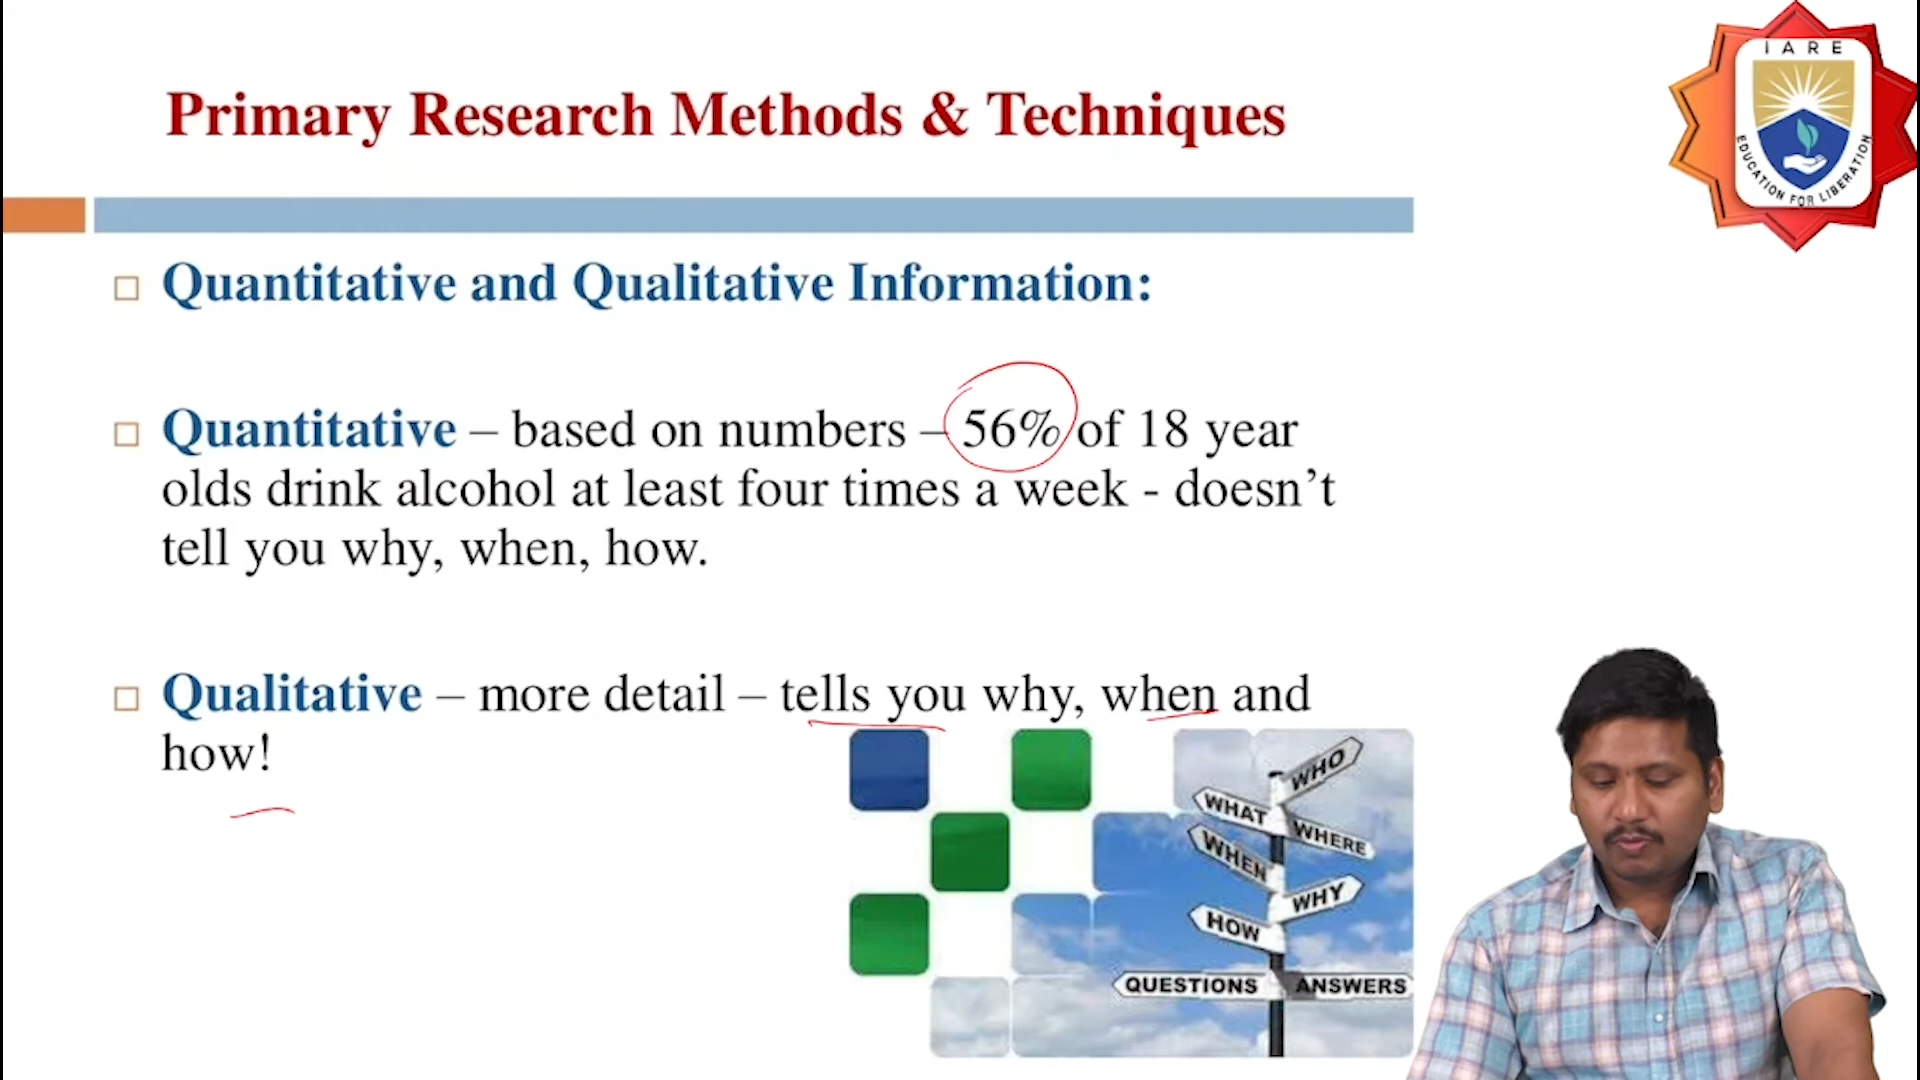 Primary Research Methods & Techniques
I A R E
EDUCATION FOR LIBERATION
Quantitative and Qualitative Information:
Quantitative – based on numbers – 56% of 18 year
olds drink alcohol at least four times a week - doesn’t
tell you why, when, how.
Qualitative – more detail – tells you why, when and
how!
WHO
WHAT
WHERE
WHEN
WHY
HOW
QUESTIONS
ANSWERS